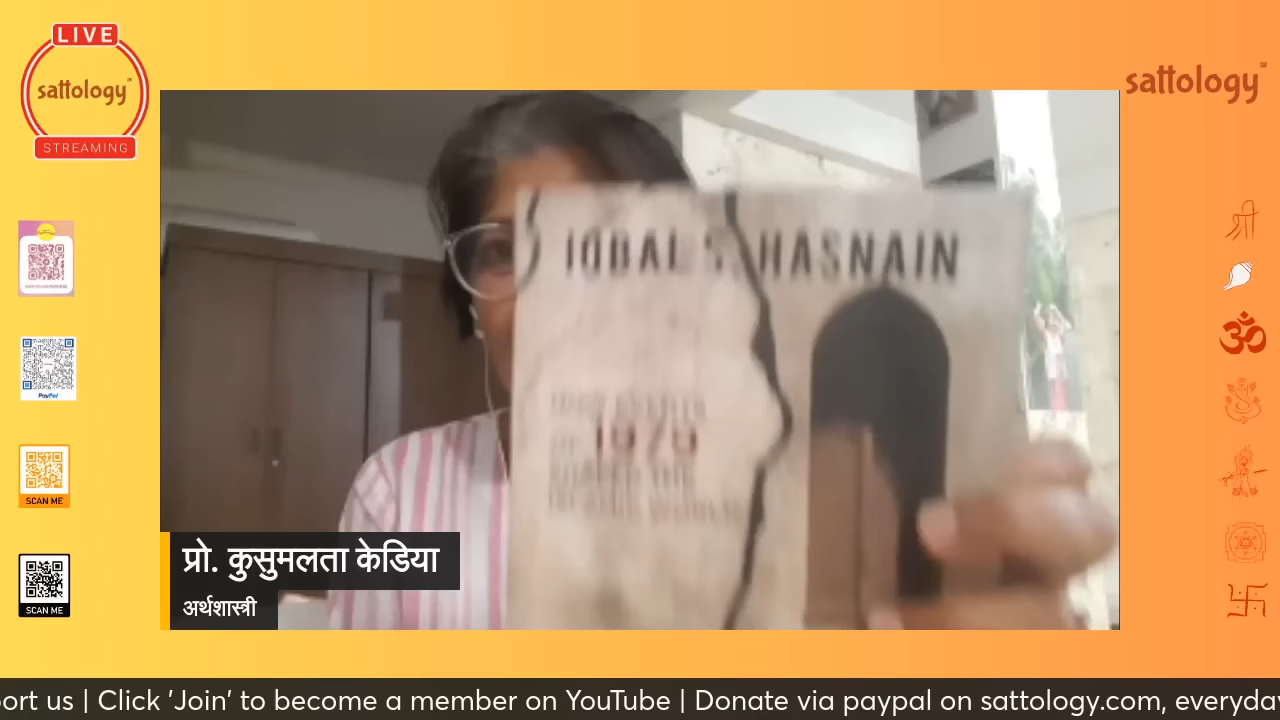 LIVE
sattology
STREAMING
sattology
IQBAL S HASNAIN
1979
श्री
ॐ
PayPal
SCAN ME
SCAN ME
प्रो. कुसुमलता केडिया
अर्थशास्त्री
ort us | Click 'Join' to become a member on YouTube | Donate via paypal on sattology.com, everyday